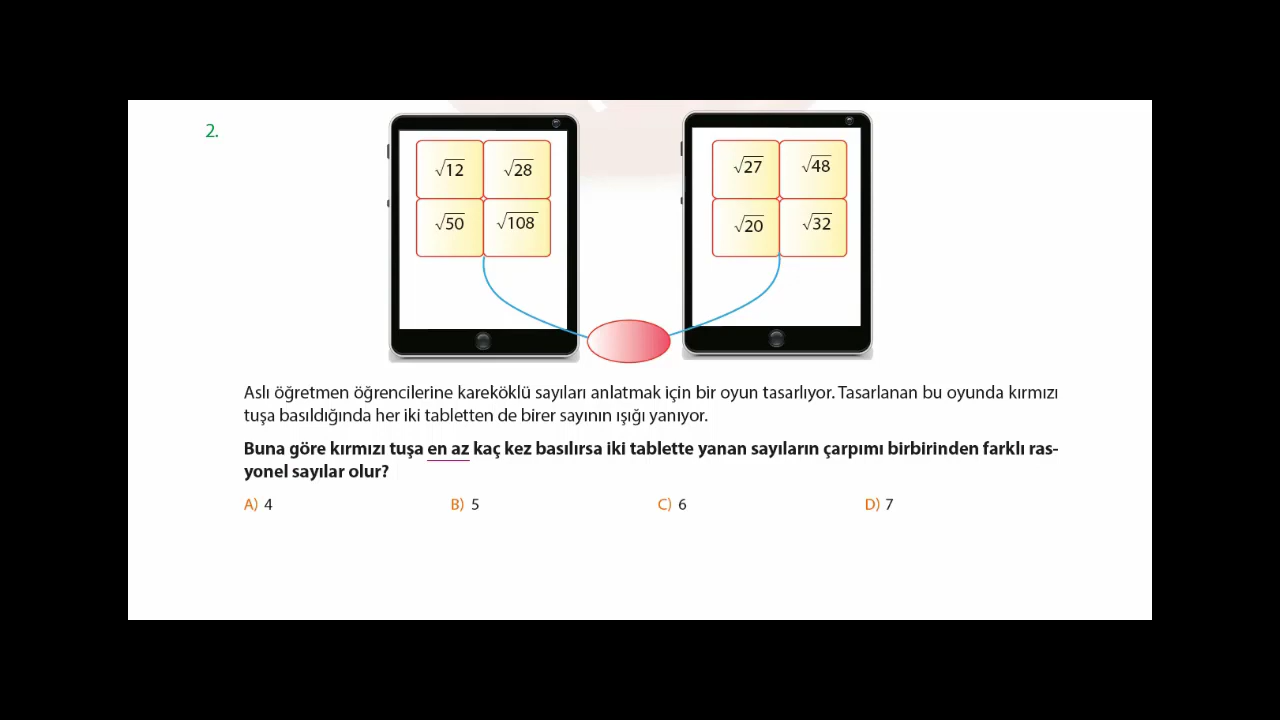 2.
√12 √28
√50 √108
√27 √48
√20 √32
Aslı öğretmen öğrencilerine kareköklü sayıları anlatmak için bir oyun tasarlıyor. Tasarlanan bu oyunda kırmızı
tuşa basıldığında her iki tabletten de birer sayının ışığı yanıyor.
Buna göre kırmızı tuşa en az kaç kez basılırsa iki tablette yanan sayıların çarpımı birbirinden farklı ras-
yonel sayılar olur?
A) 4 B) 5 C) 6 D) 7